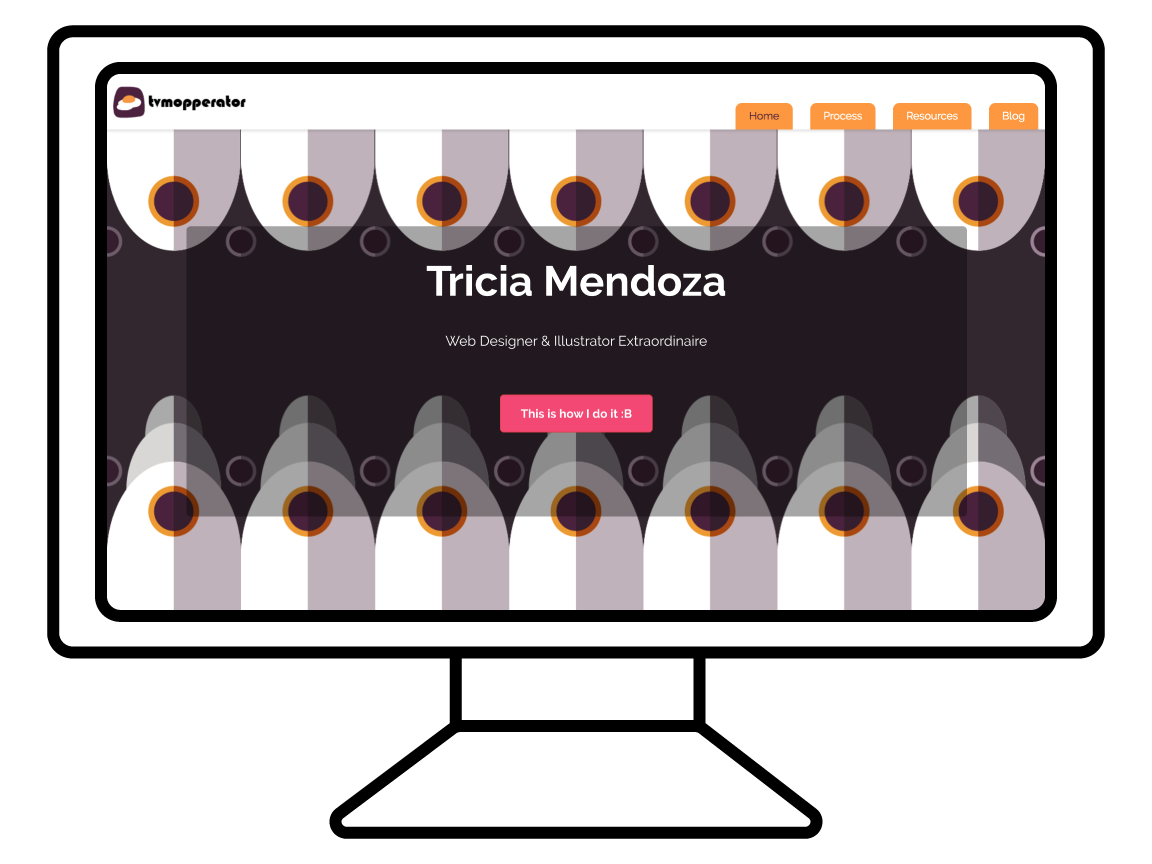 tvmopperator
Home Process Resources Blog
Tricia Mendoza
Web Designer & Illustrator Extraordinaire
This is how I do it :B